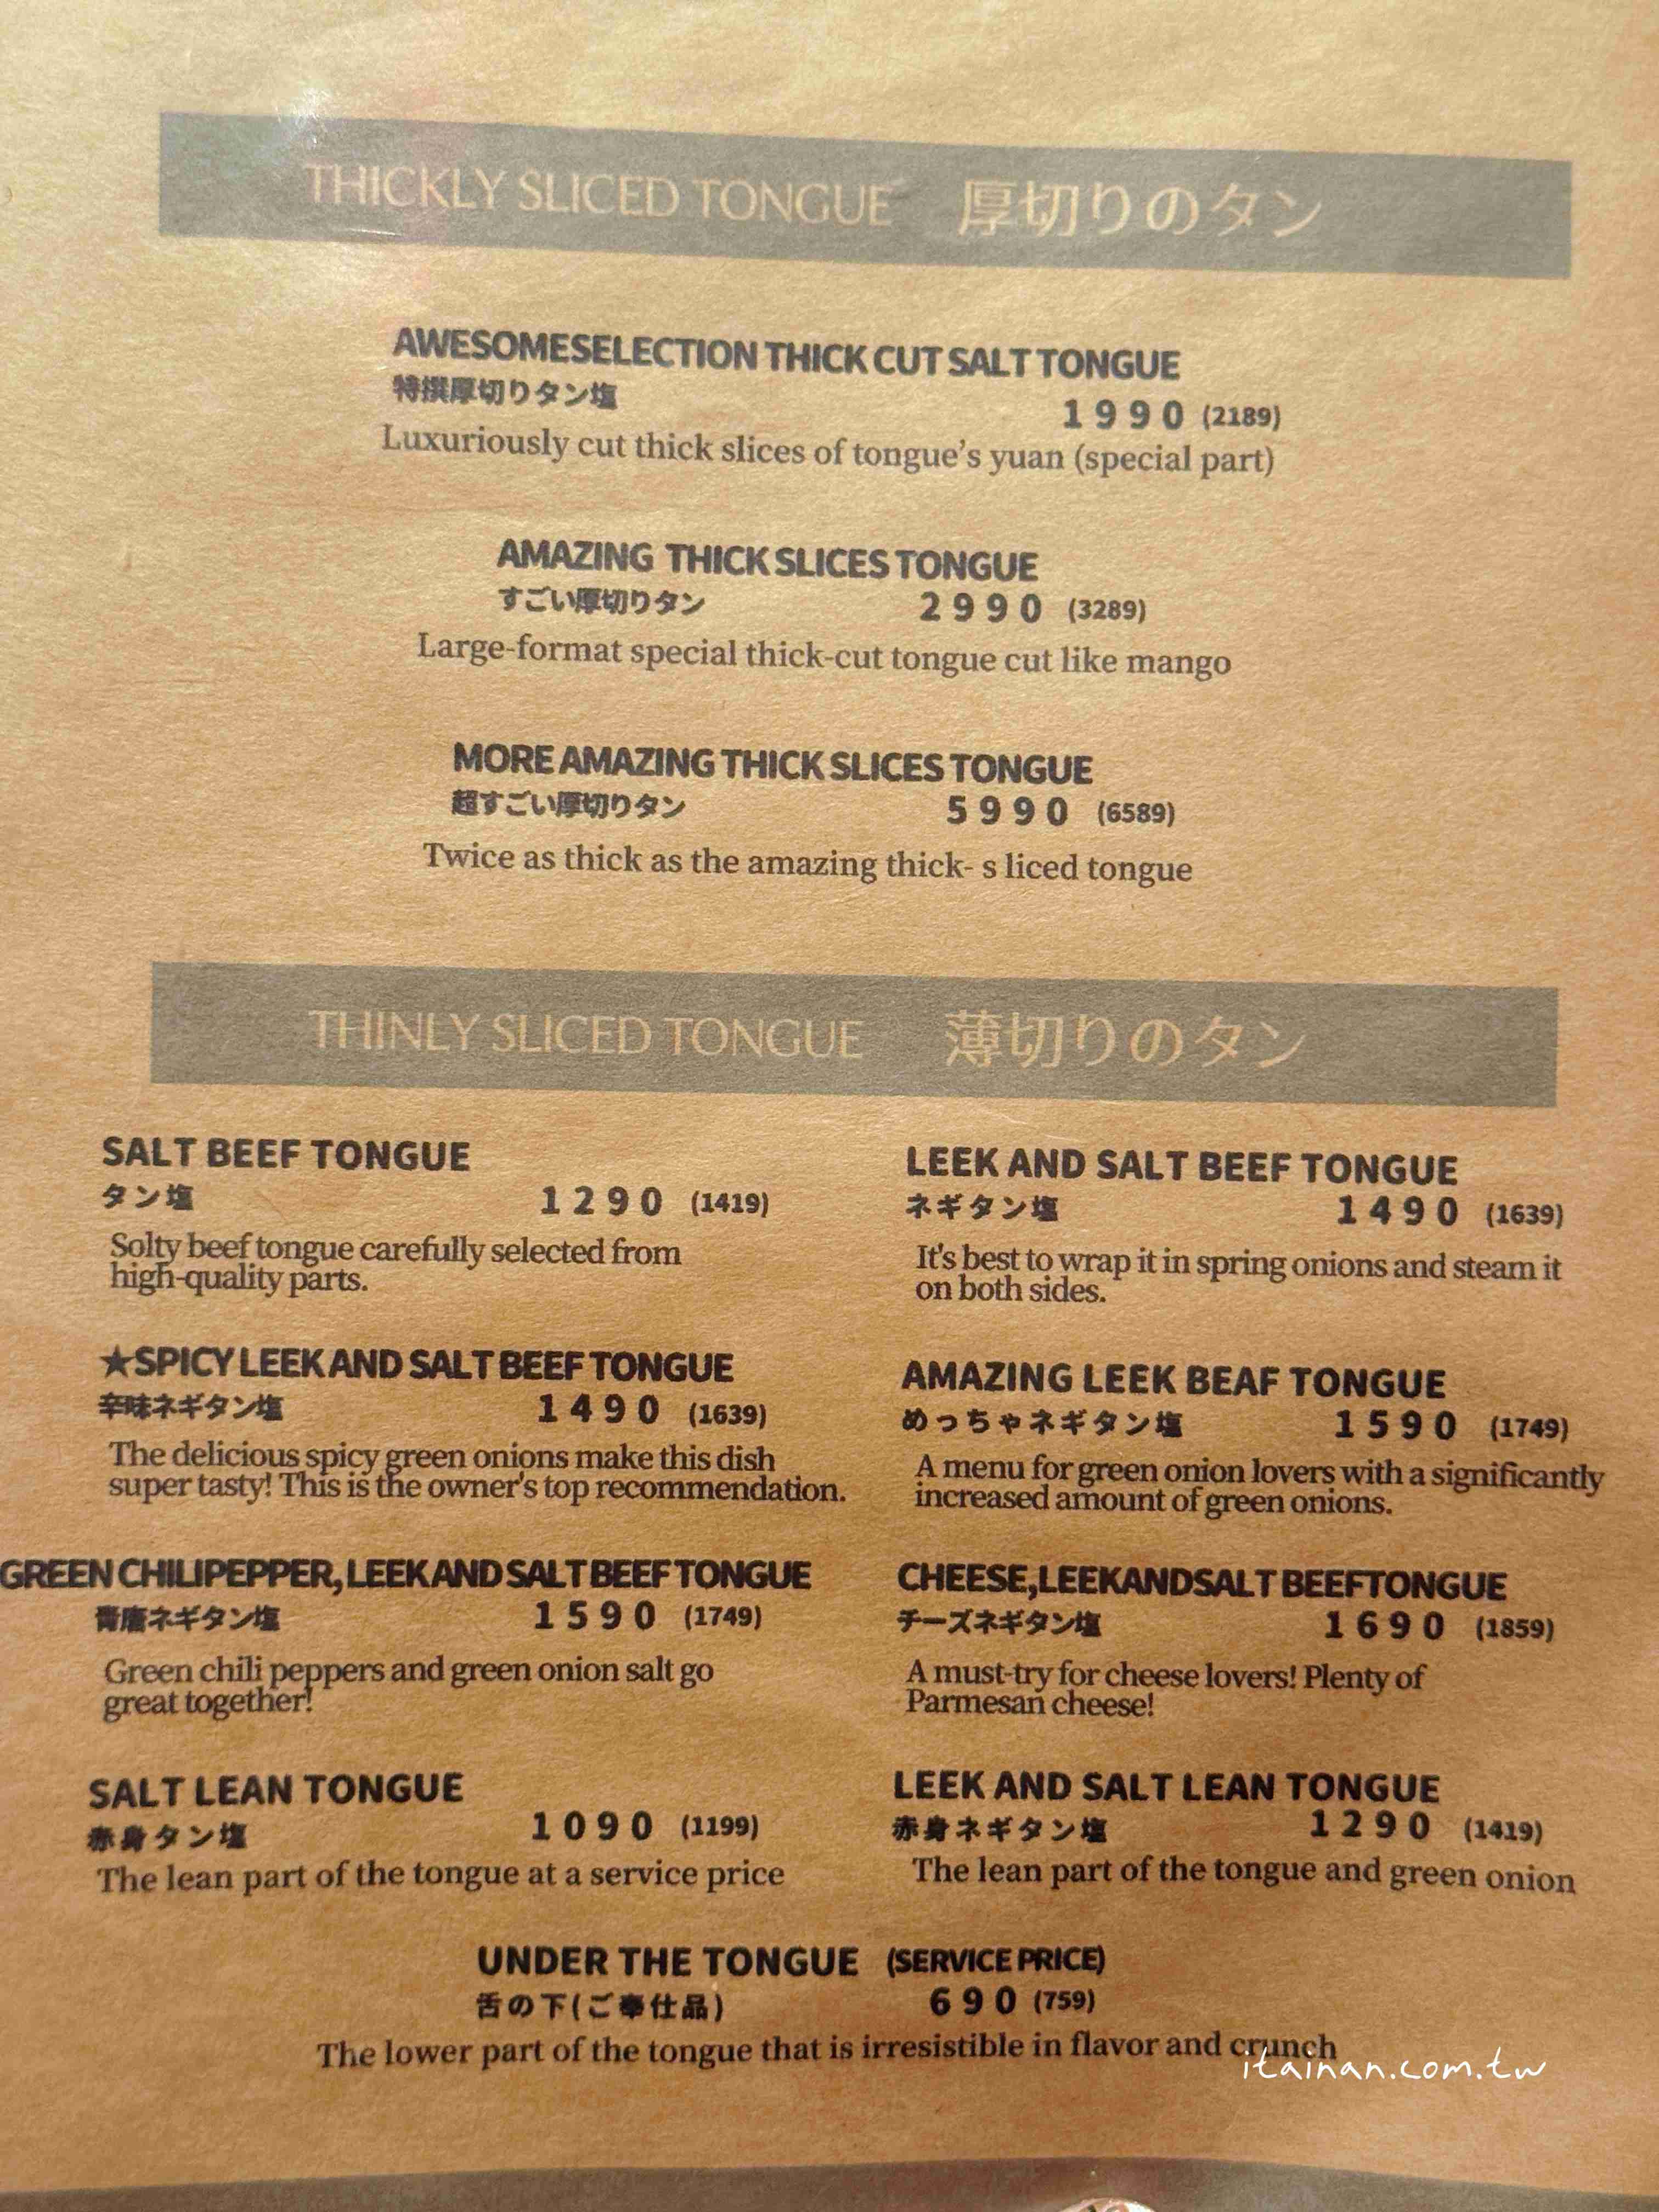 THICKLY SLICED TONGUE 厚切りのタン
AWESOMESELECTION THICK CUT SALT TONGUE
特撰厚切りタン塩
1990 (2189)
Luxuriously cut thick slices of tongue's yuan (special part)
AMAZING THICK SLICES TONGUE
すごい厚切りタン 2990 (3289)
Large-format special thick-cut tongue cut like mango
MORE AMAZING THICK SLICES TONGUE
超すごい厚切りタン 5990 (6589)
Twice as thick as the amazing thick- s liced tongue
THINLY SLICED TONGUE 薄切りのタン
SALT BEEF TONGUE
タン塩 1290 (1419)
Solty beef tongue carefully selected from
high-quality parts.
LEEK AND SALT BEEF TONGUE
ネギタン塩 1490 (1639)
It's best to wrap it in spring onions and steam it
on both sides.
★SPICY LEEK AND SALT BEEF TONGUE
辛味ネギタン塩 1490 (1639)
The delicious spicy green onions make this dish
super tasty! This is the owner's top recommendation.
AMAZING LEEK BEAF TONGUE
めっちゃネギタン塩 1590 (1749)
A menu for green onion lovers with a significantly
increased amount of green onions.
GREEN CHILI PEPPER, LEEK AND SALT BEEF TONGUE
青唐ネギタン塩 1590 (1749)
Green chili peppers and green onion salt go
great together!
CHEESE,LEEKANDSALT BEEFTONGUE
チーズネギタン塩 1690 (1859)
A must-try for cheese lovers! Plenty of
Parmesan cheese!
SALT LEAN TONGUE
赤身タン塩 1090 (1199)
The lean part of the tongue at a service price
LEEK AND SALT LEAN TONGUE
赤身ネギタン塩 1290 (1419)
The lean part of the tongue and green onion
UNDER THE TONGUE (SERVICE PRICE)
舌の下(ご奉仕品) 690 (759)
The lower part of the tongue that is irresistible in flavor and crunch
itainan.com.tw